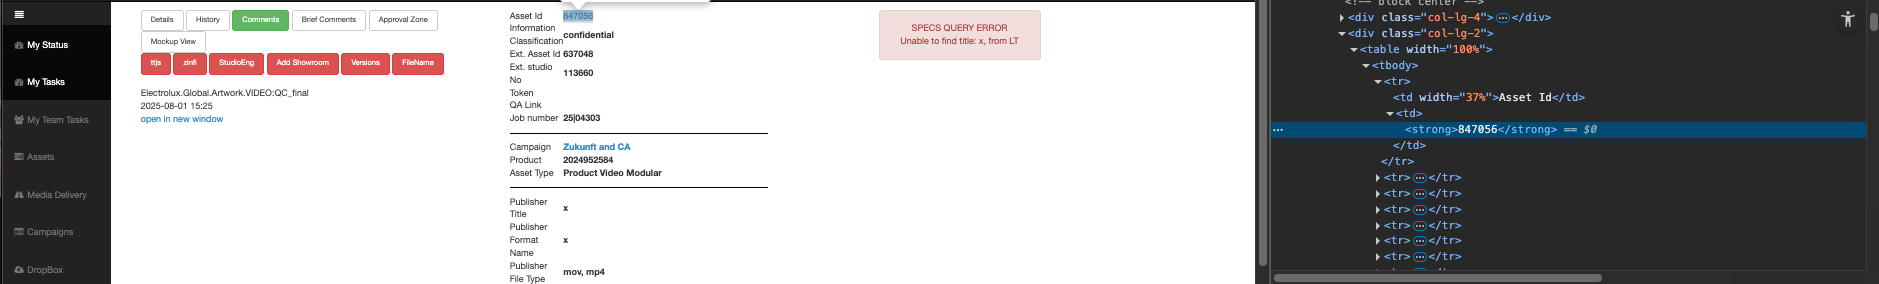 My Status
My Tasks
My Team Tasks
Assets
Media Delivery
Campaigns
DropBox
Details
History
Comments
Brief Comments
Approval Zone
Mockup View
ttjs
zinfi
StudioEng
Add Showroom
Versions
FileName
Electrolux.Global.Artwork.VIDEO:QC_final
2025-08-01 15:25
open in new window
Asset Id 847056
Information Classification confidential
Ext. Asset Id 637048
Ext. studio No 113660
Token
QA Link
Job number 25|04303
Campaign Zukunft and CA
Product 2024952584
Asset Type Product Video Modular
Publisher Title x
Publisher Format Name x
Publisher File Type mov, mp4
SPECS QUERY ERROR
Unable to find title: x, from LT
<!-- block center -->
<div class="col-lg-4">…</div>
<div class="col-lg-2">
<table width="100%">
<tbody>
<tr>
<td width="37%">Asset Id</td>
<td>
<strong>847056</strong> == $0
</td>
</tr>
<tr>…</tr>
<tr>…</tr>
<tr>…</tr>
<tr>…</tr>
<tr>…</tr>
<tr>…</tr>